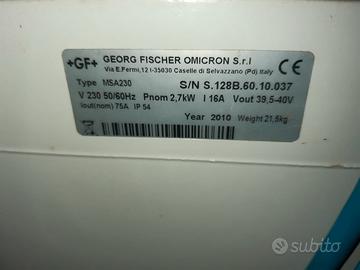 +GF+ GEORG FISCHER OMICRON S.r.l
Via E.Fermi,12 I-35030 Caselle di Selvazzano (Pd) Italy
Type MSA230 S/N S.128B.60.10.037
V 230 50/60Hz Pnom 2,7kW I 16A Vout 39,5-40V
Iout(nom) 75A IP 54
Year 2010 Weight 21,5kg
CE
subito